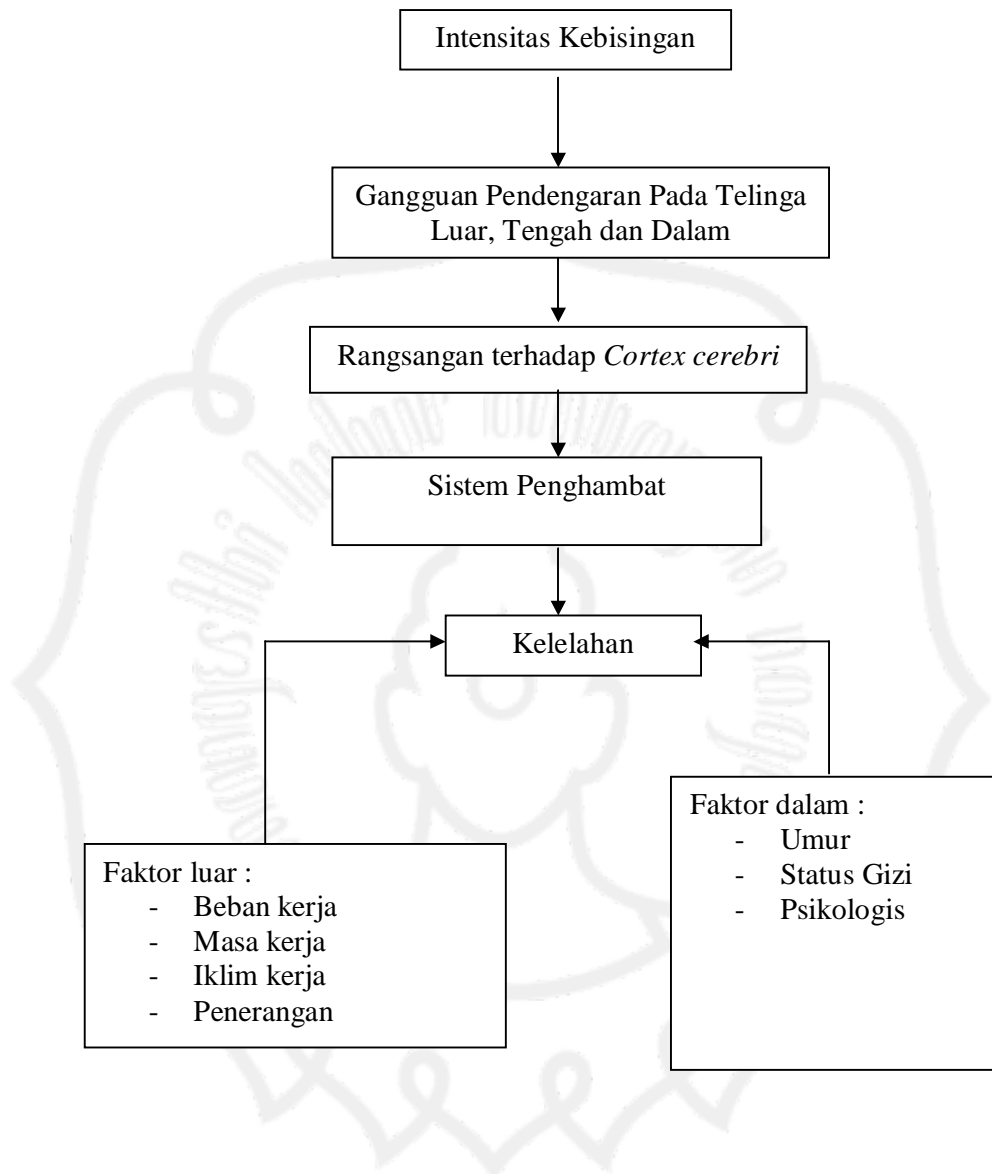 Intensitas Kebisingan
Gangguan Pendengaran Pada Telinga
Luar, Tengah dan Dalam
Rangsangan terhadap Cortex cerebri
Sistem Penghambat
Kelelahan
Faktor luar :
- Beban kerja
- Masa kerja
- Iklim kerja
- Penerangan
Faktor dalam :
- Umur
- Status Gizi
- Psikologis